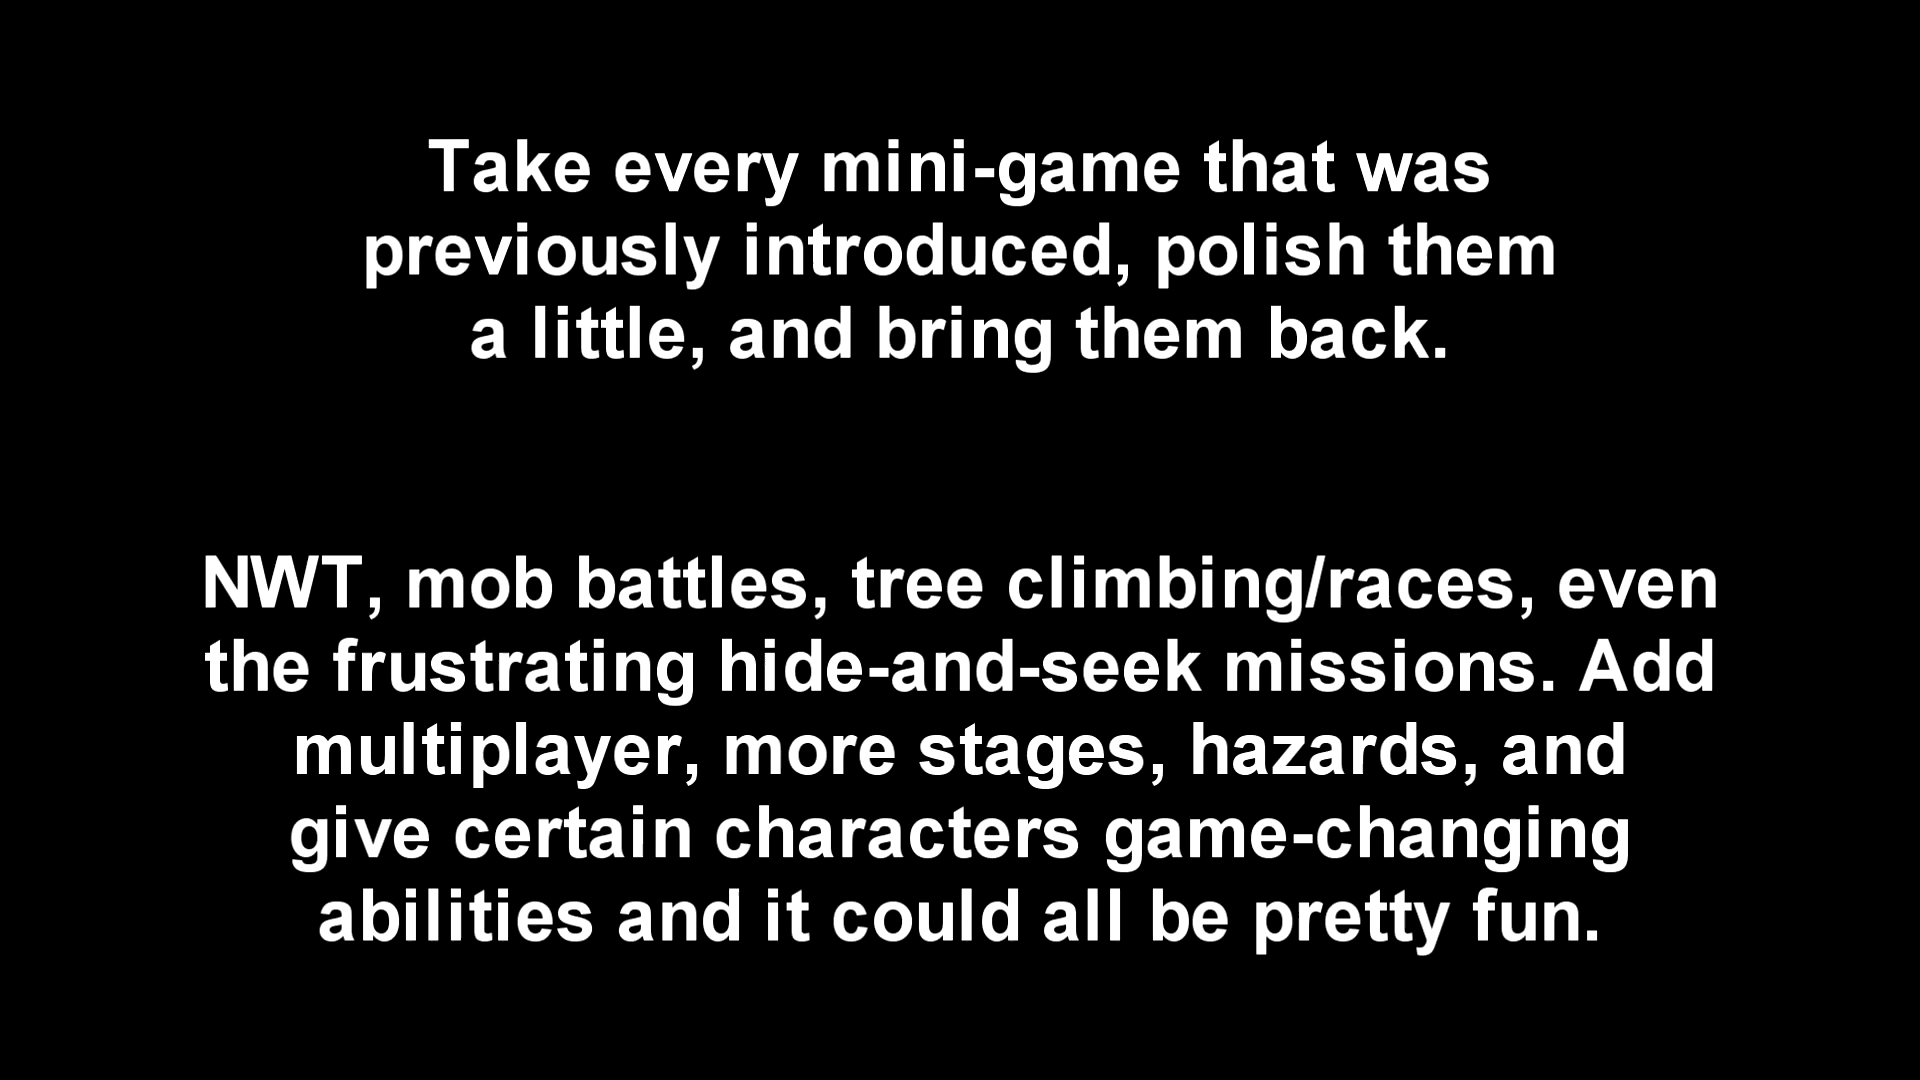 Take every mini-game that was
previously introduced, polish them
a little, and bring them back.
NWT, mob battles, tree climbing/races, even
the frustrating hide-and-seek missions. Add
multiplayer, more stages, hazards, and
give certain characters game-changing
abilities and it could all be pretty fun.